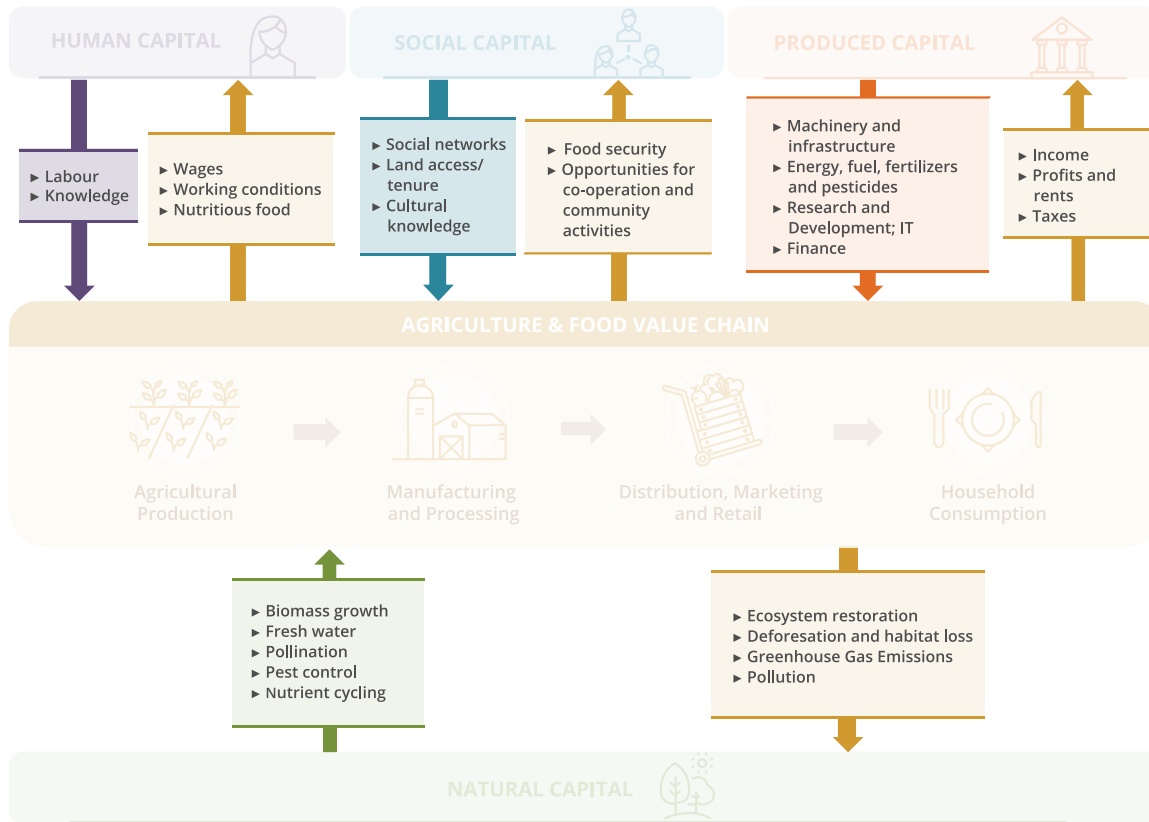 HUMAN CAPITAL
SOCIAL CAPITAL
PRODUCED CAPITAL
► Labour
► Knowledge
► Wages
► Working conditions
► Nutritious food
► Social networks
► Land access/
tenure
► Cultural
knowledge
► Food security
► Opportunities for
co-operation and
community
activities
► Machinery and
infrastructure
► Energy, fuel, fertilizers
and pesticides
► Research and
Development; IT
► Finance
► Income
► Profits and
rents
► Taxes
AGRICULTURE & FOOD VALUE CHAIN
Agricultural
Production
Manufacturing
and Processing
Distribution, Marketing
and Retail
Household
Consumption
► Biomass growth
► Fresh water
► Pollination
► Pest control
► Nutrient cycling
► Ecosystem restoration
► Deforesation and habitat loss
► Greenhouse Gas Emissions
► Pollution
NATURAL CAPITAL